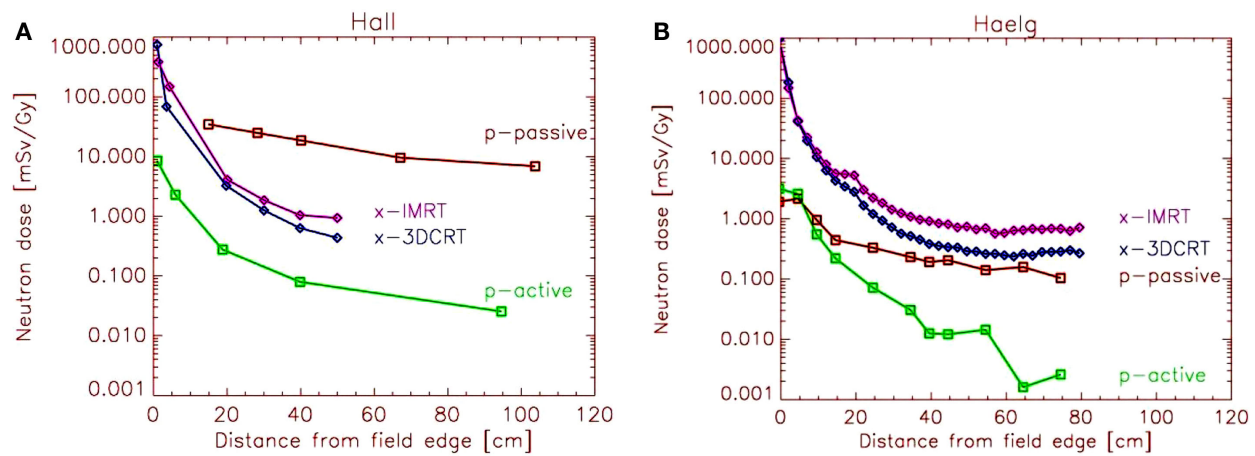 A
Hall
Neutron dose [mSv/Gy]
1000.000
100.000
10.000
1.000
0.100
0.010
0.001
p-passive
x-IMRT
x-3DCRT
p-active
0 20 40 60 80 100 120
Distance from field edge [cm]
B
Haelg
Neutron dose [mSv/Gy]
1000.000
100.000
10.000
1.000
0.100
0.010
0.001
x-IMRT
x-3DCRT
p-passive
p-active
0 20 40 60 80 100 120
Distance from field edge [cm]